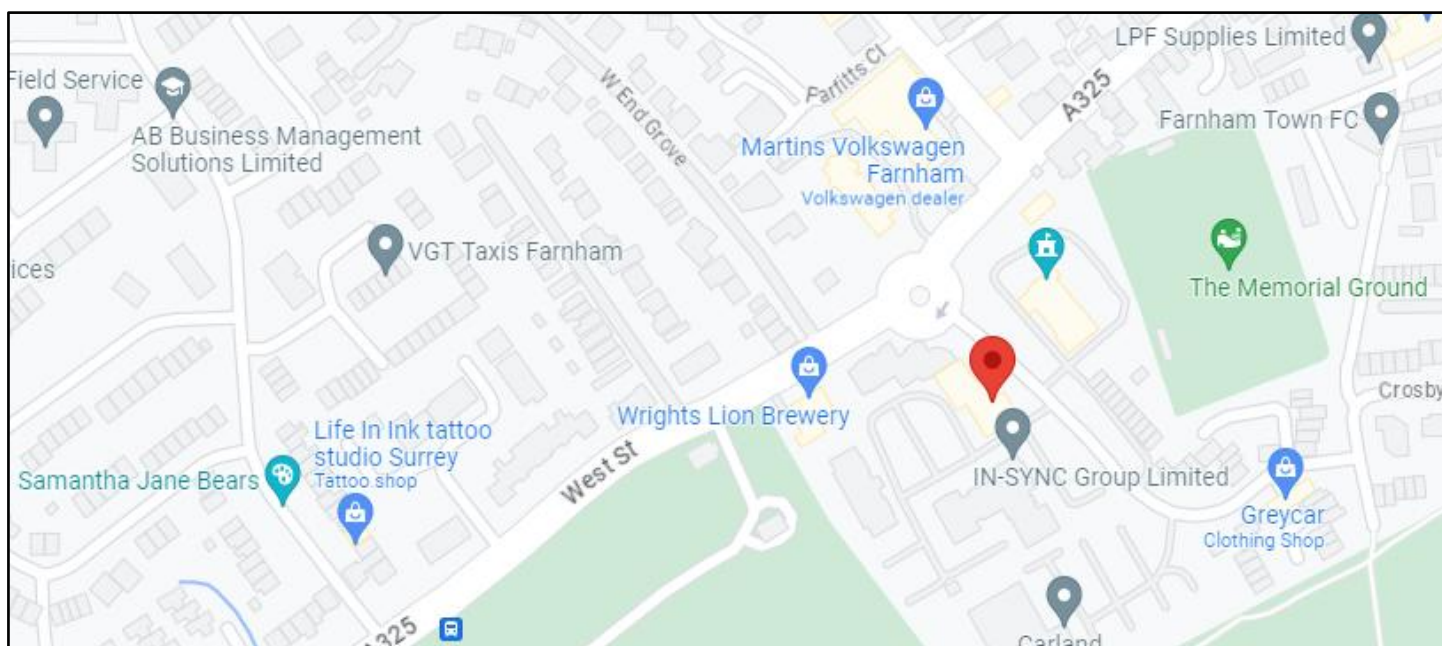 LPF Supplies Limited
Field Service
AB Business Management
Solutions Limited
W End Grove
Parfitts Cl
A325
Farnham Town FC
Martins Volkswagen
Farnham
Volkswagen dealer
VGT Taxis Farnham
ices
The Memorial Ground
Crosby
Wrights Lion Brewery
Life In Ink tattoo
studio Surrey
Tattoo shop
Samantha Jane Bears
West St
IN-SYNC Group Limited
Greycar
Clothing Shop
A325
Carland